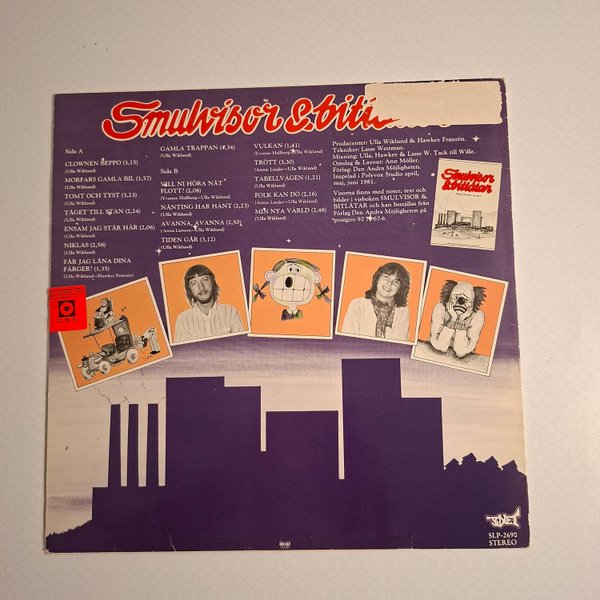 Smulvisor & bitl
Sida A
CLOWNEN BEPPO (3,15)
(Ulla Wiklund)
MORFARS GAMLA BIL (1,57)
(Ulla Wiklund)
TOMT OCH TYST (3,23)
(Ulla Wiklund)
TÅGET TILL STAN (2,24)
(Ulla Wiklund)
ENSAM JAG STÅR HÄR (2,06)
(Ulla Wiklund)
NIKLAS (2,58)
(Ulla Wiklund)
FÅR JAG LÅNA DINA
FÄRGER? (1,35)
(Ulla Wiklund—Hawkey Franzén)
GAMLA TRAPPAN (4,34)
(Ulla Wiklund)
Sida B
VILL NI HÖRA NÅT
FLOTT? (2,08)
(Yvonne Hallberg—Ulla Wiklund)
NÄNTING HAR HÄNT (2,23)
(Ulla Wiklund)
AVANNA, AVANNA (2,50)
(Ulla Wiklund)
TIDEN GÅR (3,12)
(Ulla Wiklund)
VULKAN (1,41)
(Yvonne Hallberg—Ulla Wiklund)
TRÖTT (3,30)
(Ulla Wiklund)
TABELLVÄGEN (1,21)
(Ulla Wiklund)
FOLK KAN DÖ (2,16)
(Ulla Wiklund)
MIN NYA VÄRLD (2,48)
(Ulla Wiklund)
Producenter: Ulla Wiklund & Hawkey Franzén.
Tekniker: Lasse Westman.
Mixning: Ulla, Hawkey & Lasse W. Tack till Wille.
Omslag & Layout: Ann Möller.
Förlag: Den Andra Möjligheten.
Inspelad i Polyvox Studio april,
maj, juni 1981.
Visorna finns med noter, text och
bilder i visboken SMULVISOR &
BITLÅTAR och kan beställas från
Förlag Den Andra Möjligheten på
postgiro 92 70 67-6.
Smulvisor
&bitlåtar
SLP-2690
STEREO